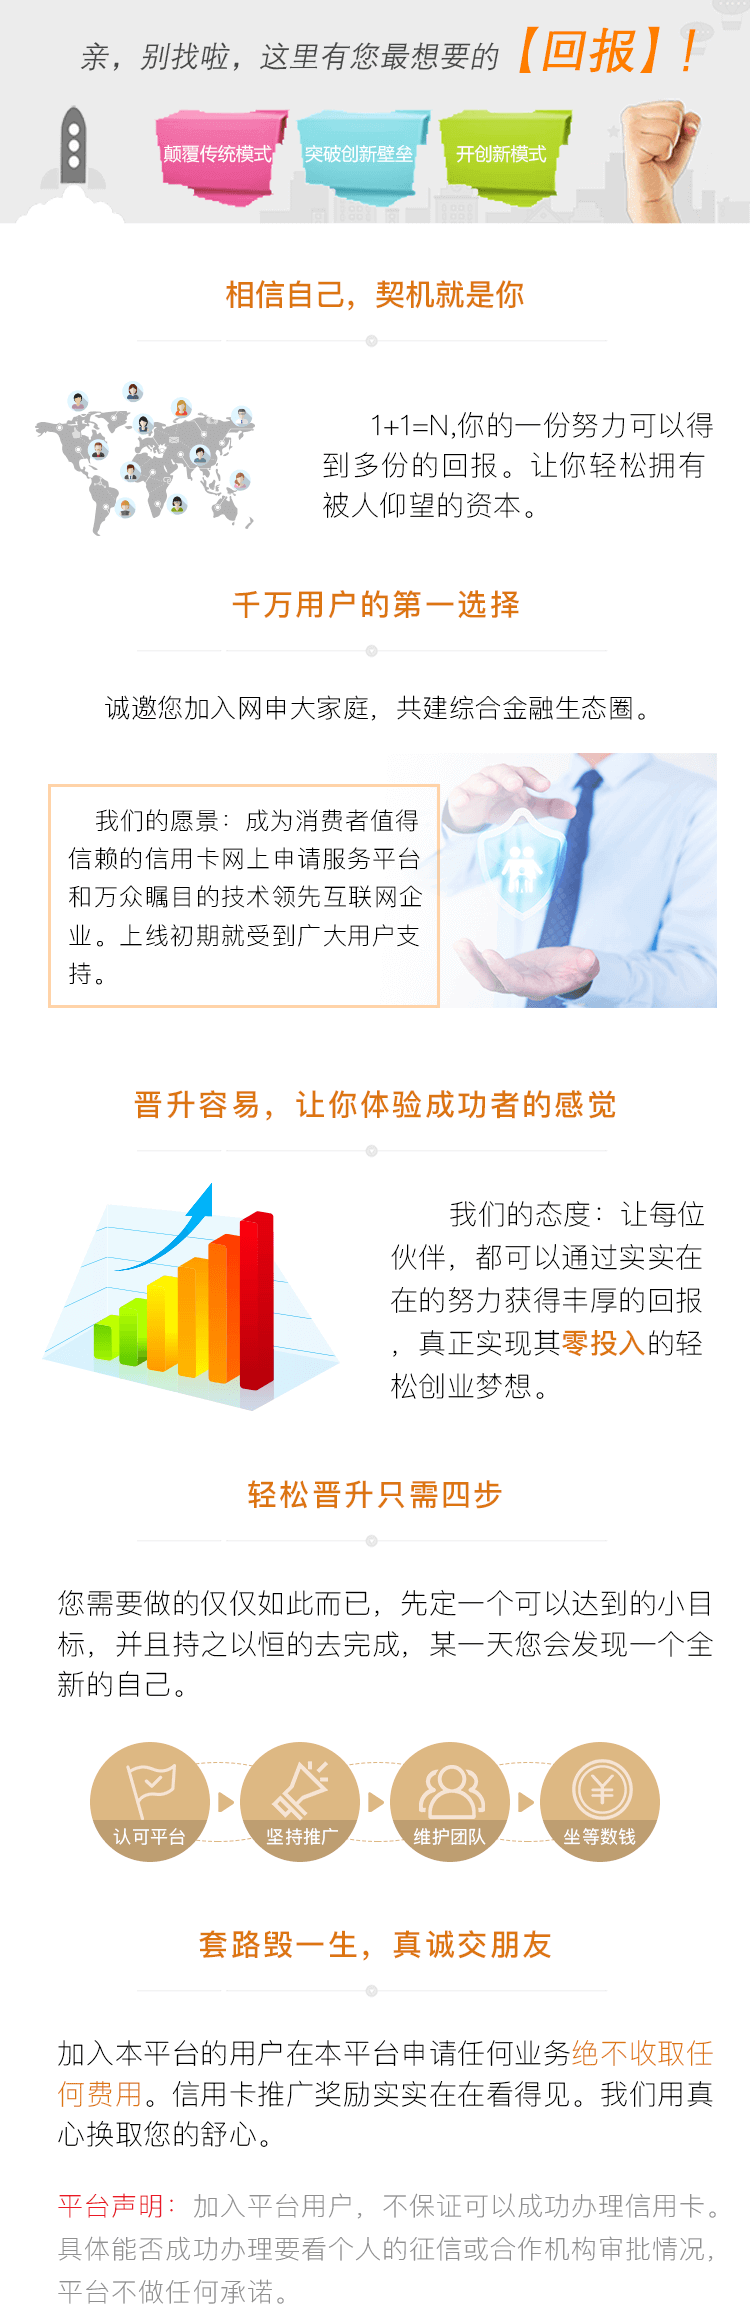 亲，别找啦，这里有您最想要的【回报】！
颠覆传统模式
突破创新壁垒
开创新模式
相信自己，契机就是你
1+1=N,你的一份努力可以得
到多份的回报。让你轻松拥有
被人仰望的资本。
千万用户的第一选择
诚邀您加入网申大家庭，共建综合金融生态圈。
我们的愿景：成为消费者值得
信赖的信用卡网上申请服务平台
和万众瞩目的技术领先互联网企
业。上线初期就受到广大用户支
持。
晋升容易，让你体验成功者的感觉
我们的态度：让每位
伙伴，都可以通过实实在
在的努力获得丰厚的回报
，真正实现其零投入的轻
松创业梦想。
轻松晋升只需四步
您需要做的仅仅如此而已，先定一个可以达到的小目
标，并且持之以恒的去完成，某一天您会发现一个全
新的自己。
认可平台
坚持推广
维护团队
坐等数钱
套路毁一生，真诚交朋友
加入本平台的用户在本平台申请任何业务绝不收取任
何费用。信用卡推广奖励实实在在看得见。我们用真
心换取您的舒心。
平台声明：加入平台用户，不保证可以成功办理信用卡。
具体能否成功办理要看个人的征信或合作机构审批情况，
平台不做任何承诺。